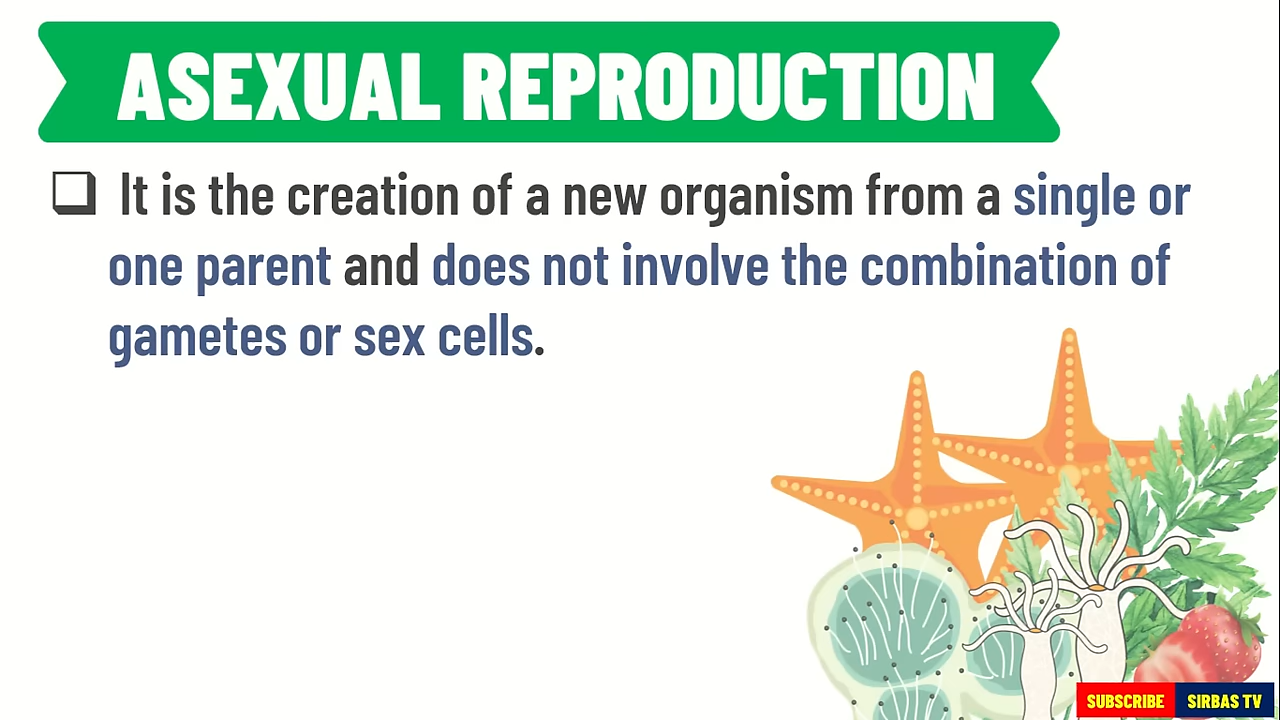 ASEXUAL REPRODUCTION
❑ It is the creation of a new organism from a single or
one parent and does not involve the combination of
gametes or sex cells.
SUBSCRIBE SIRBAS TV